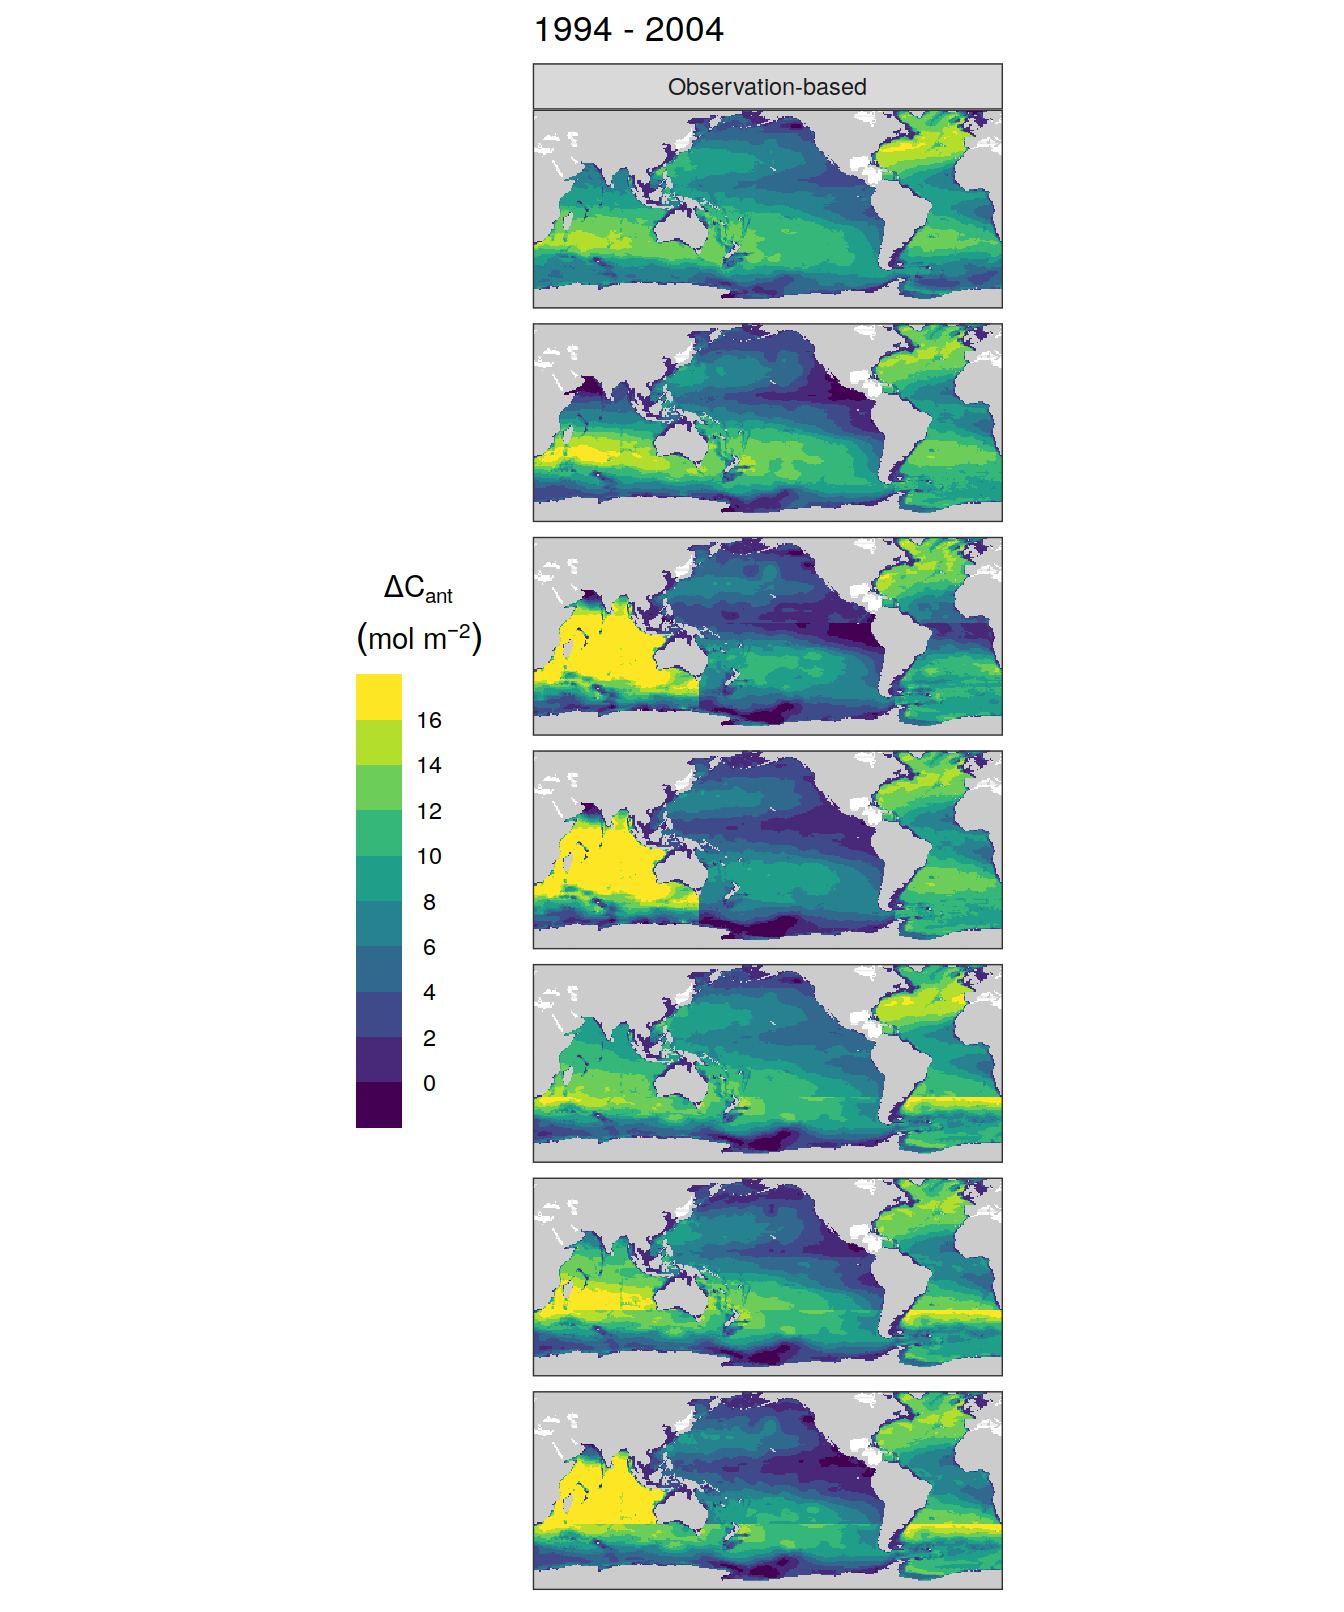 1994 - 2004
Observation-based
ΔCant
(mol m−2)
16
14
12
10
8
6
4
2
0